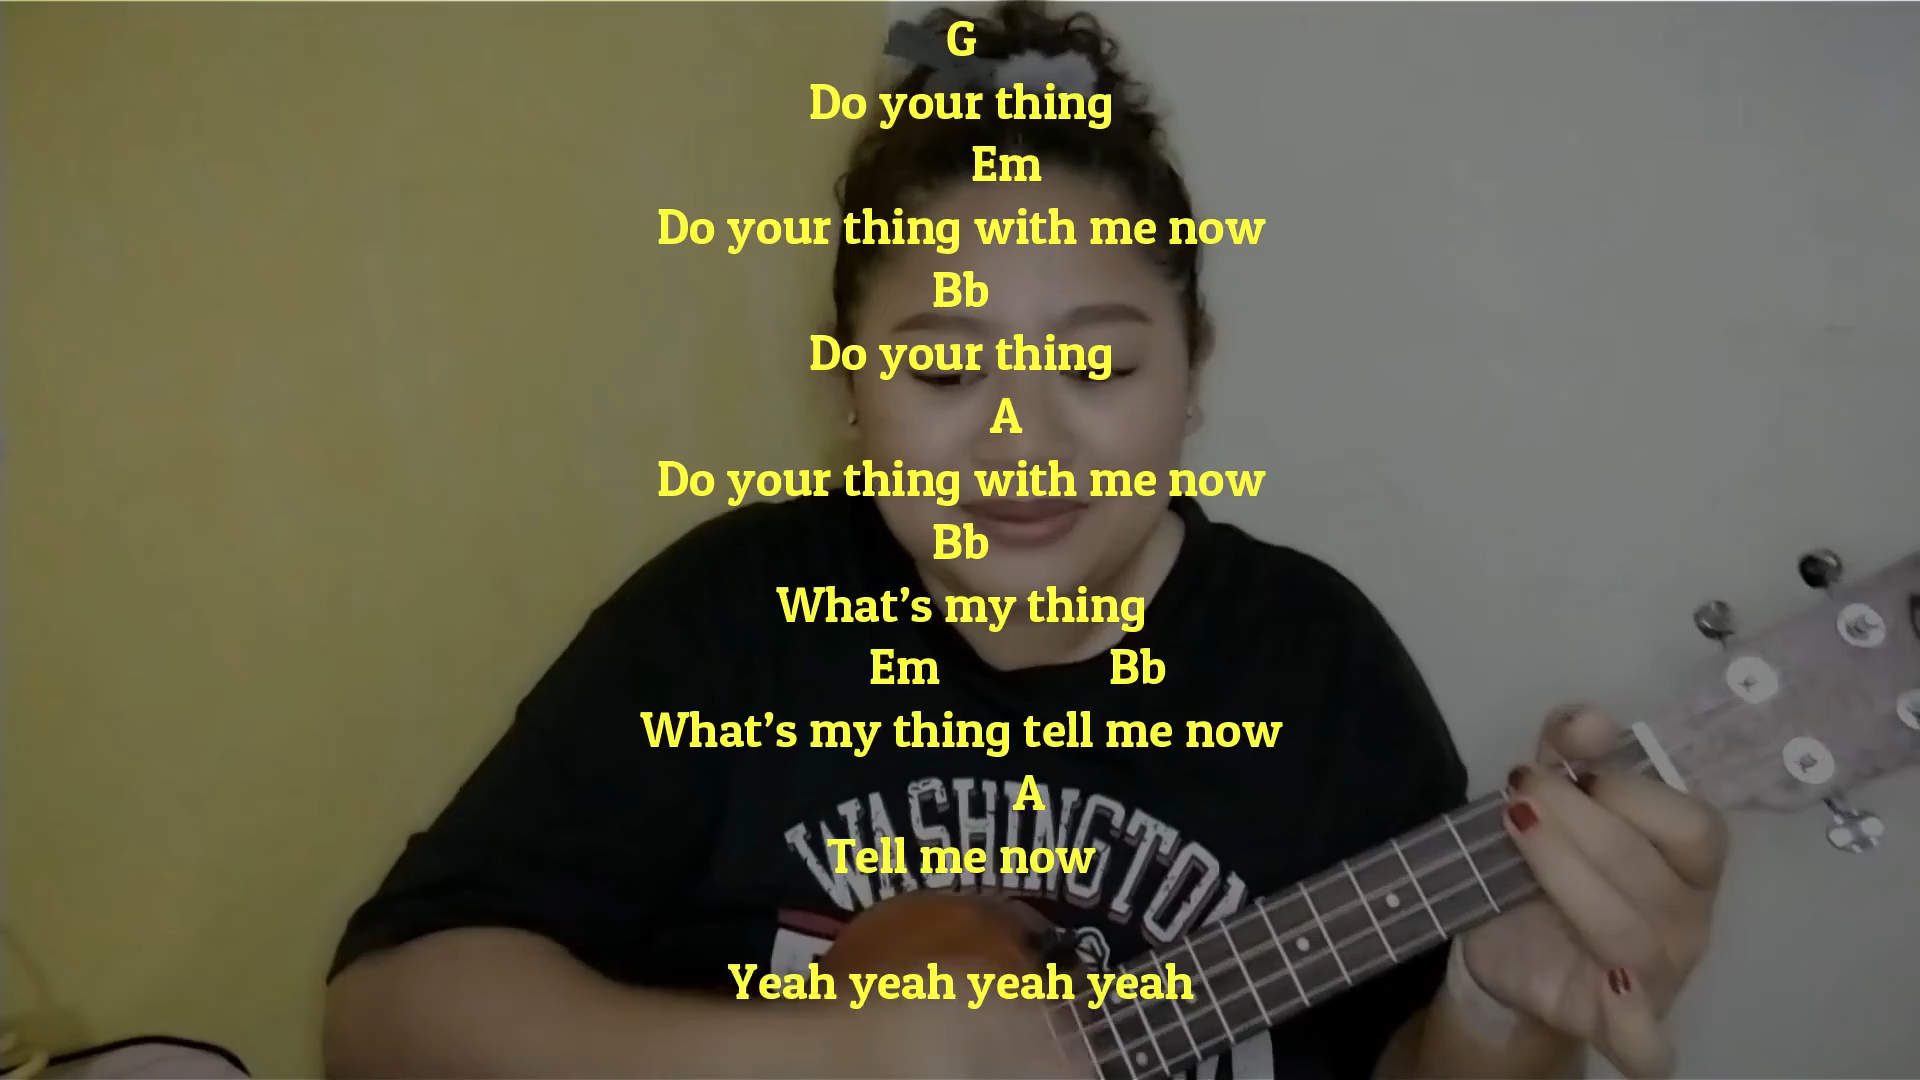 G
Do your thing
Em
Do your thing with me now
Bb
Do your thing
A
Do your thing with me now
Bb
What’s my thing
Em Bb
What’s my thing tell me now
A
Tell me now
Yeah yeah yeah yeah
WASHINGTON